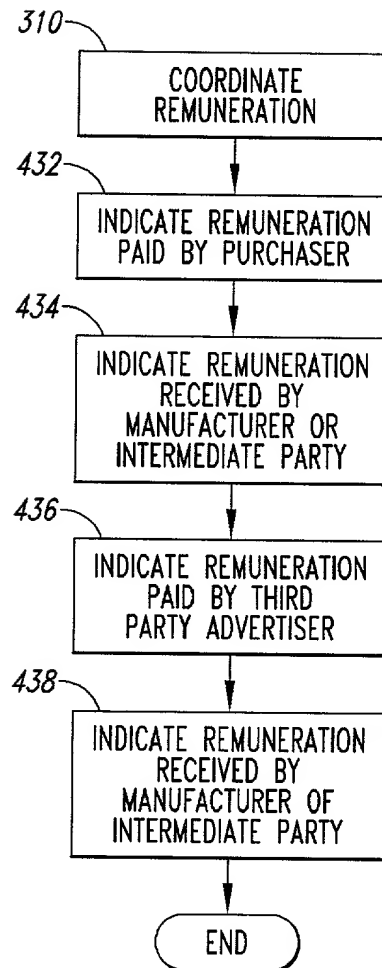 310
COORDINATE
REMUNERATION
432
INDICATE REMUNERATION
PAID BY PURCHASER
434
INDICATE REMUNERATION
RECEIVED BY
MANUFACTURER OR
INTERMEDIATE PARTY
436
INDICATE REMUNERATION
PAID BY THIRD
PARTY ADVERTISER
438
INDICATE REMUNERATION
RECEIVED BY
MANUFACTURER OF
INTERMEDIATE PARTY
END